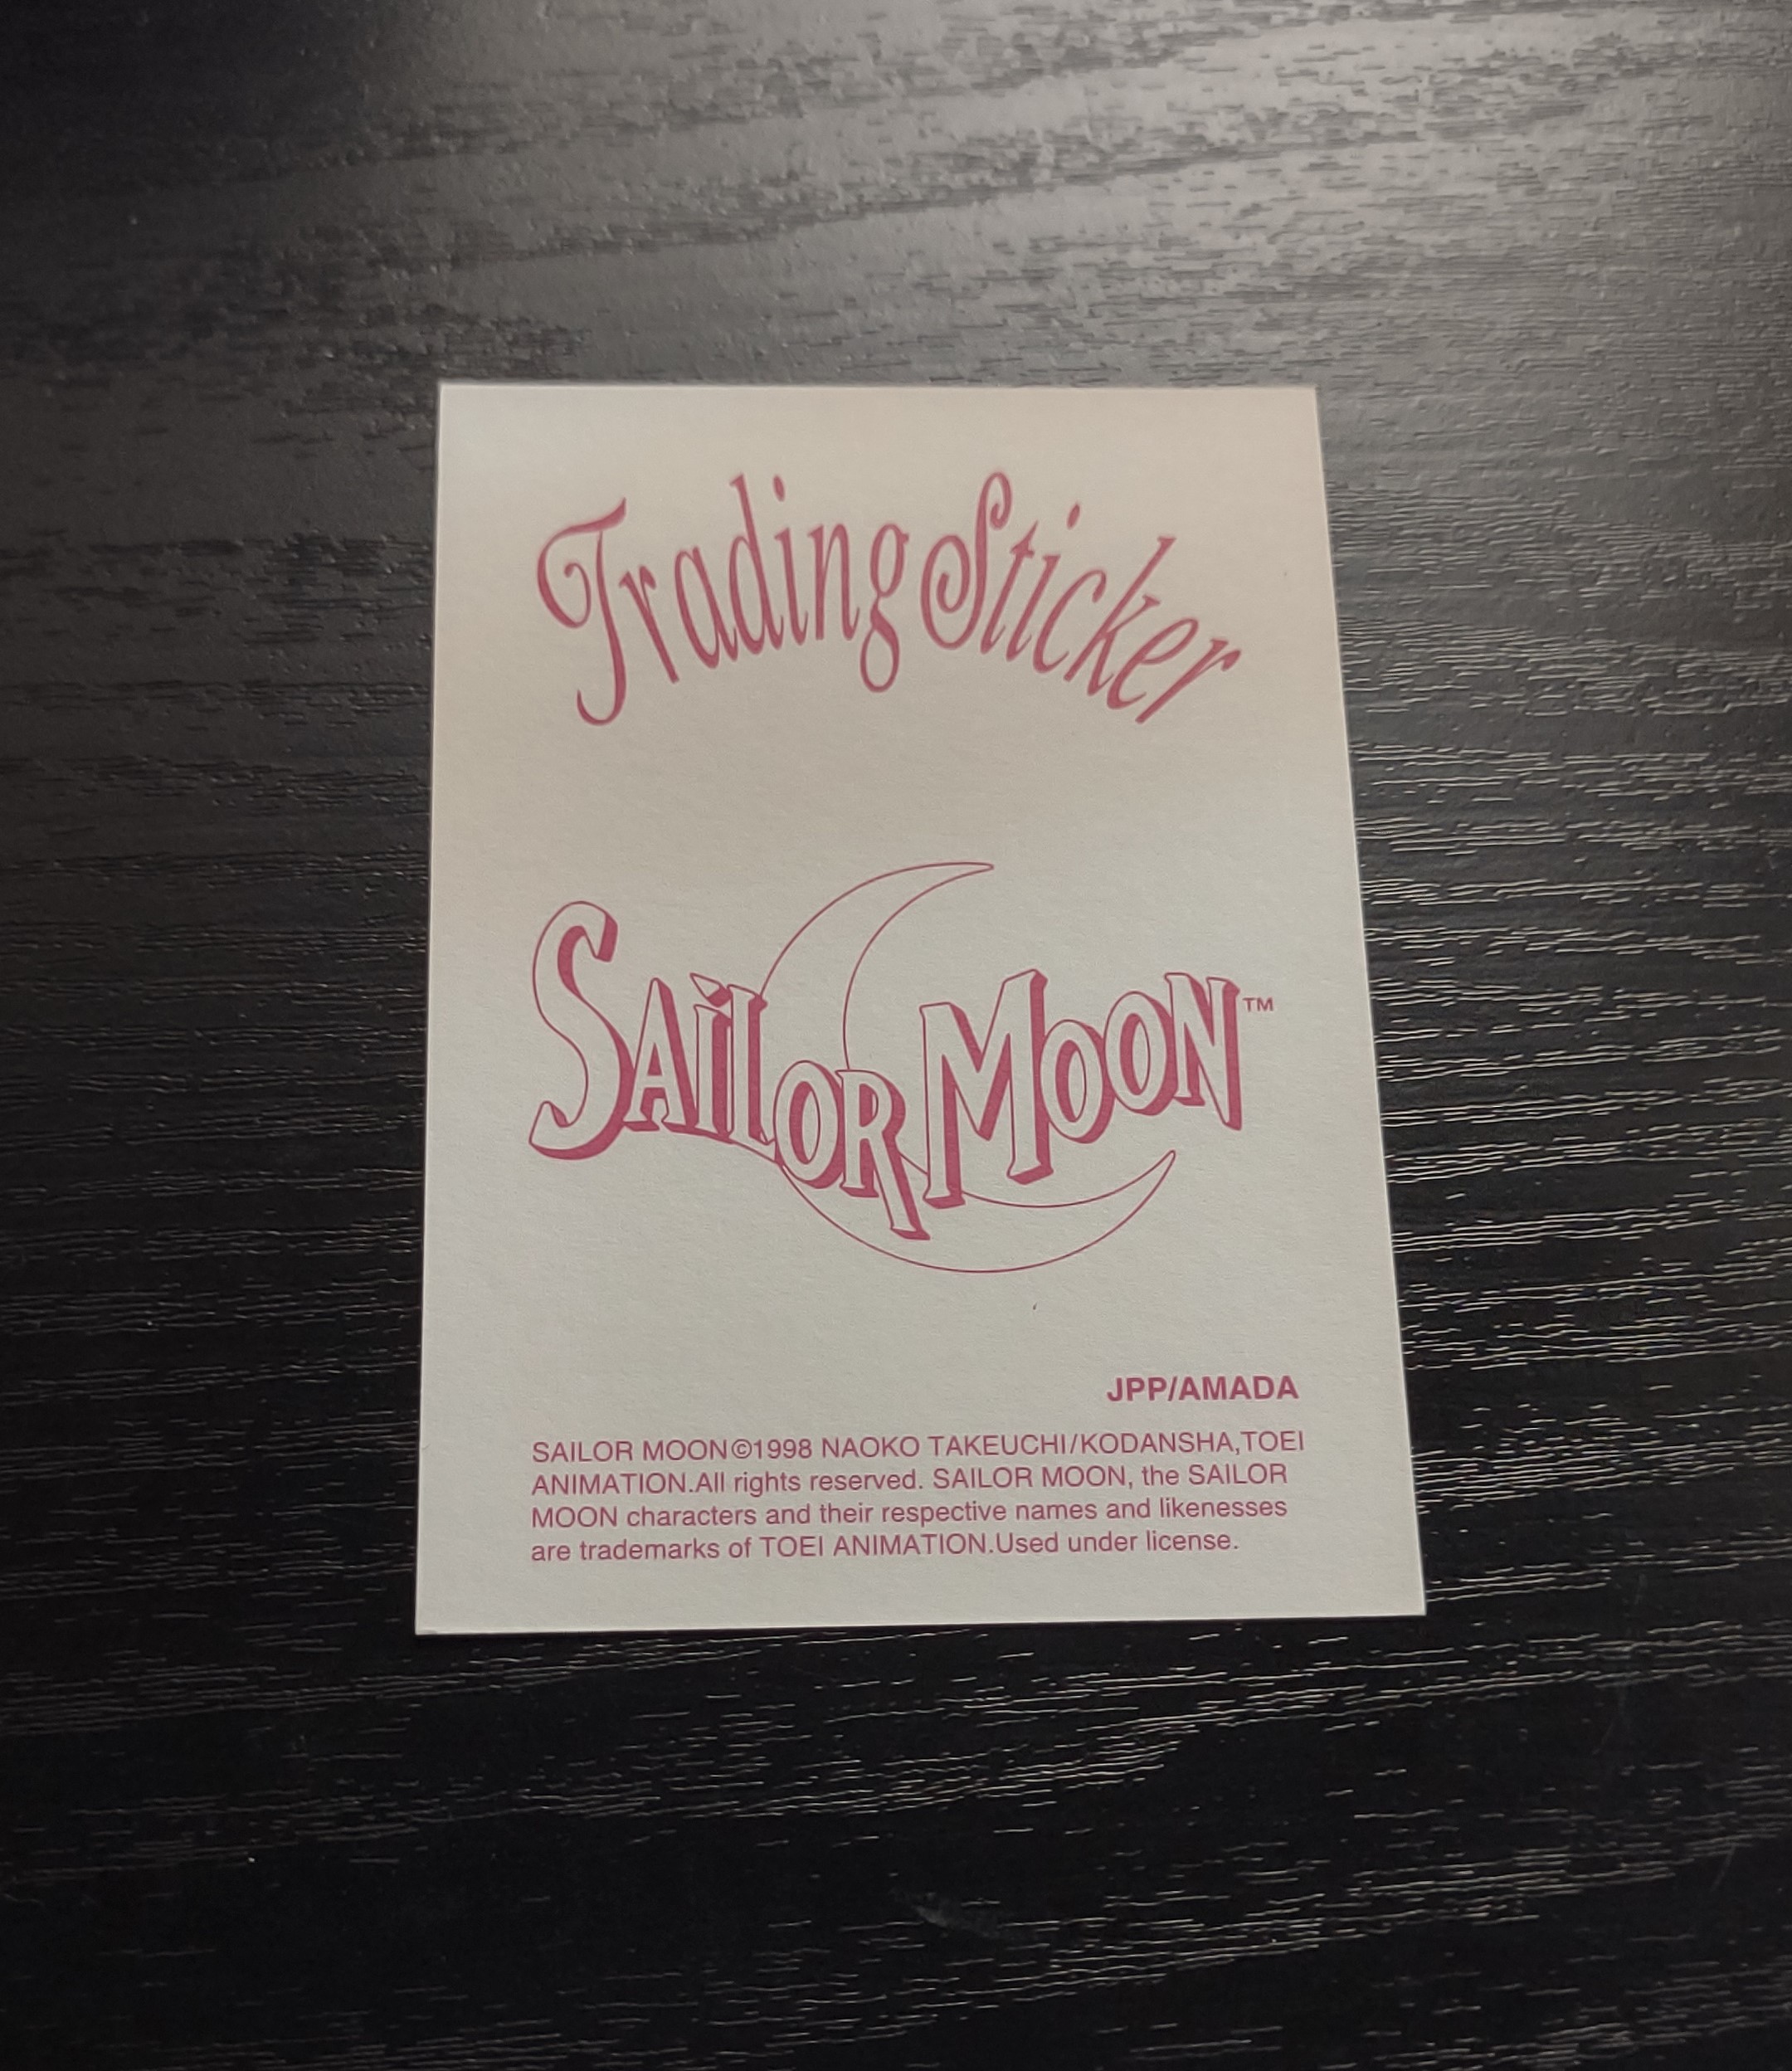 Trading Sticker
SAiLOR MOON™
JPP/AMADA
SAILOR MOON©1998 NAOKO TAKEUCHI/KODANSHA,TOEI
ANIMATION.All rights reserved. SAILOR MOON, the SAILOR
MOON characters and their respective names and likenesses
are trademarks of TOEI ANIMATION.Used under license.